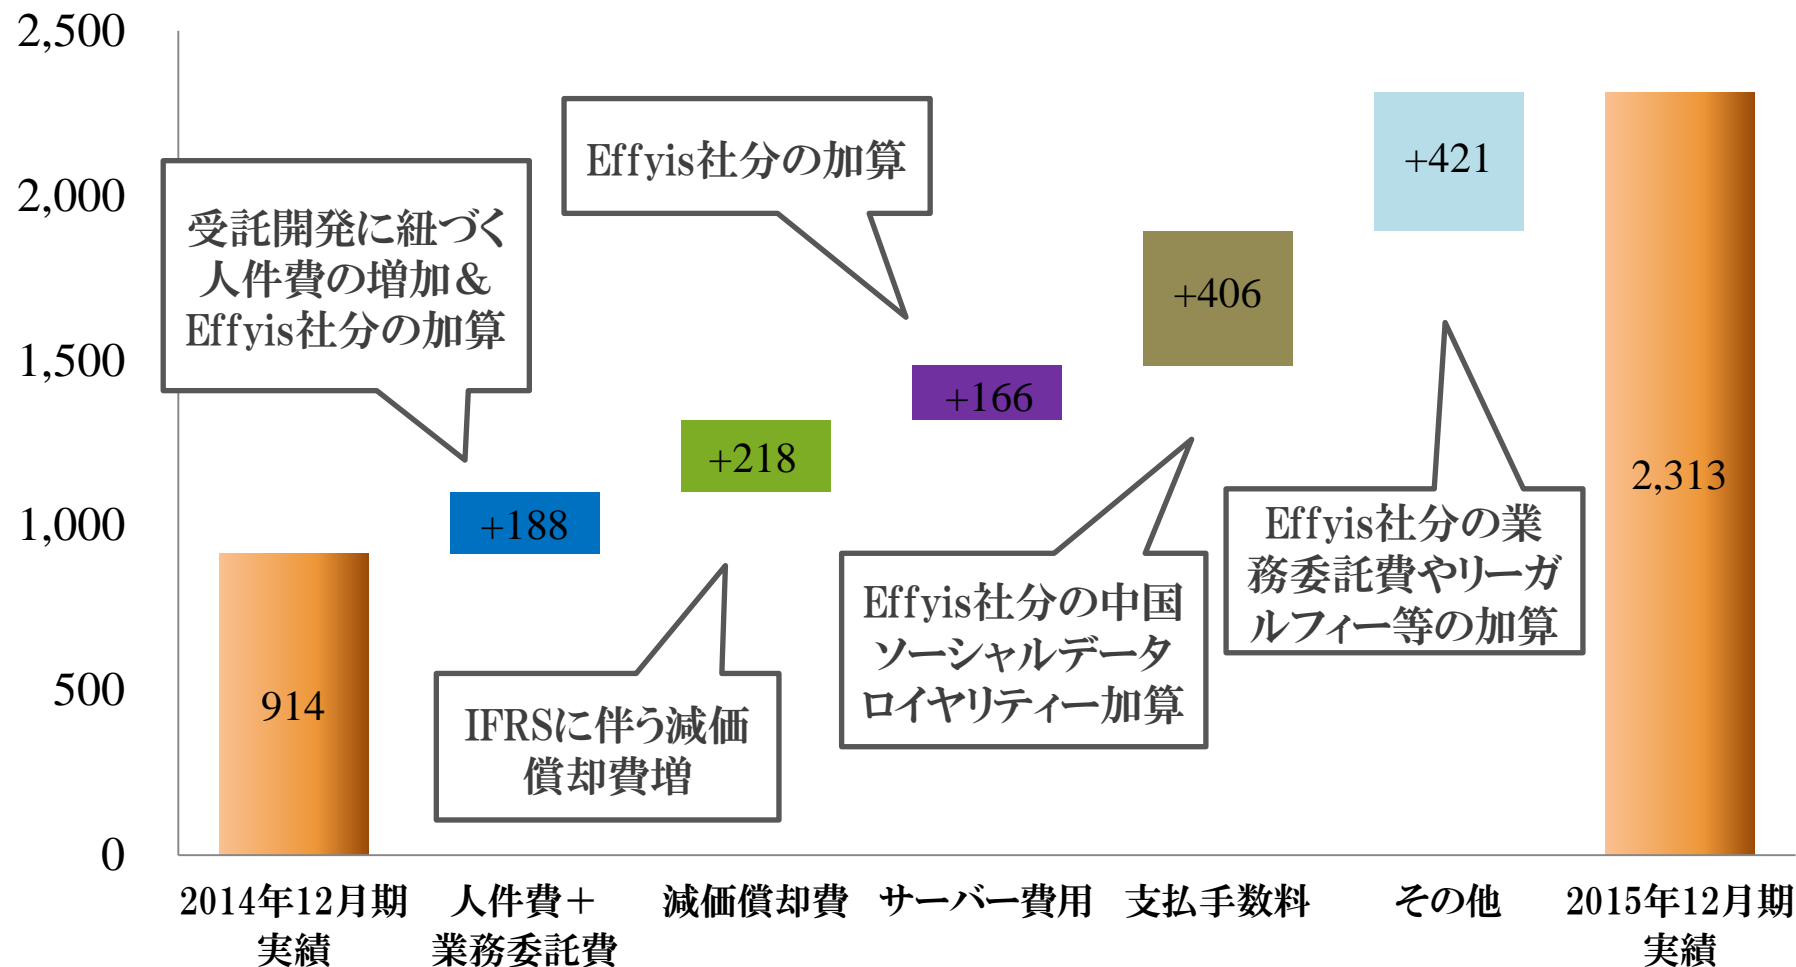 2,500
2,000
1,500
1,000
500
0
受託開発に紐づく
人件費の増加＆
Effyis社分の加算
Effyis社分の加算
IFRSに伴う減価
償却費増
Effyis社分の中国
ソーシャルデータ
ロイヤリティー加算
Effyis社分の業
務委託費やリーガ
ルフィー等の加算
914
+188
+218
+166
+406
+421
2,313
2014年12月期
実績
人件費＋
業務委託費
減価償却費
サーバー費用
支払手数料
その他
2015年12月期
実績